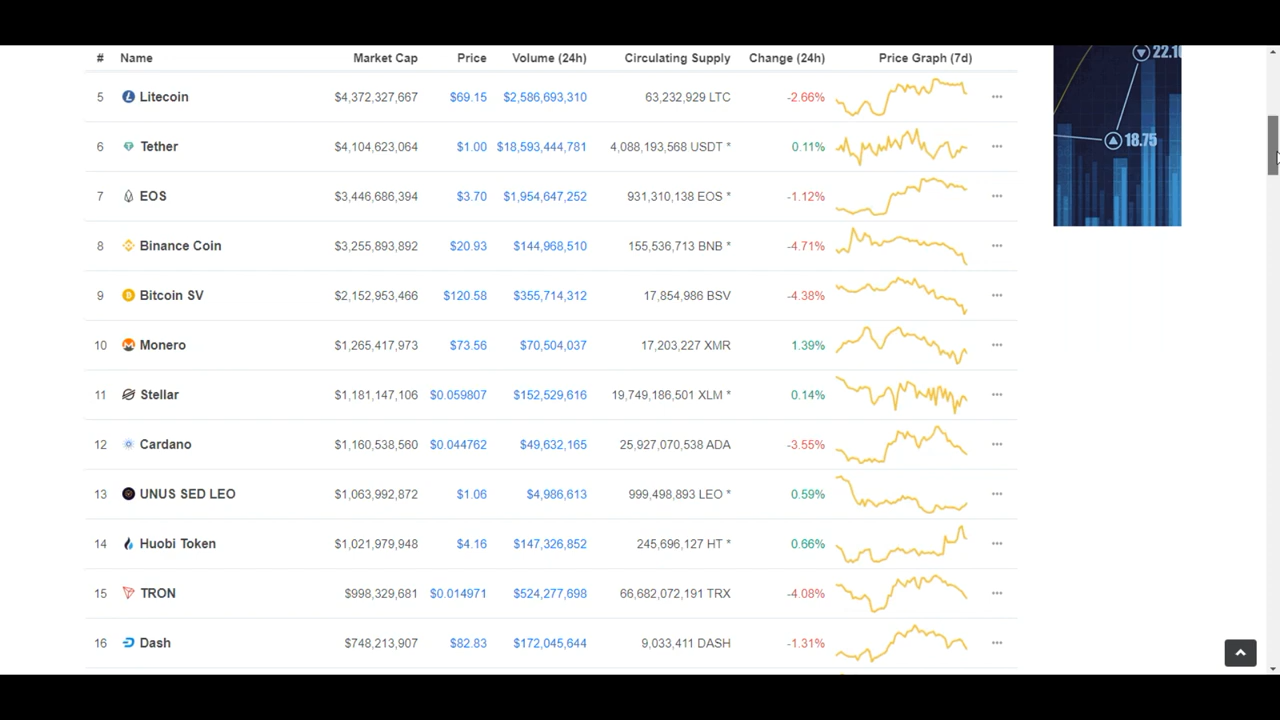 # Name Market Cap Price Volume (24h) Circulating Supply Change (24h) Price Graph (7d)
22.10
5 Litecoin $4,372,327,667 $69.15 $2,586,693,310 63,232,929 LTC -2.66%
18.75
6 Tether $4,104,623,064 $1.00 $18,593,444,781 4,088,193,568 USDT * 0.11%
7 EOS $3,446,686,394 $3.70 $1,954,647,252 931,310,138 EOS * -1.12%
8 Binance Coin $3,255,893,892 $20.93 $144,968,510 155,536,713 BNB * -4.71%
9 Bitcoin SV $2,152,953,466 $120.58 $355,714,312 17,854,986 BSV -4.38%
10 Monero $1,265,417,973 $73.56 $70,504,037 17,203,227 XMR 1.39%
11 Stellar $1,181,147,106 $0.059807 $152,529,616 19,749,186,501 XLM * 0.14%
12 Cardano $1,160,538,560 $0.044762 $49,632,165 25,927,070,538 ADA -3.55%
13 UNUS SED LEO $1,063,992,872 $1.06 $4,986,613 999,498,893 LEO * 0.59%
14 Huobi Token $1,021,979,948 $4.16 $147,326,852 245,696,127 HT * 0.66%
15 TRON $998,329,681 $0.014971 $524,277,698 66,682,072,191 TRX -4.08%
16 Dash $748,213,907 $82.83 $172,045,644 9,033,411 DASH -1.31%